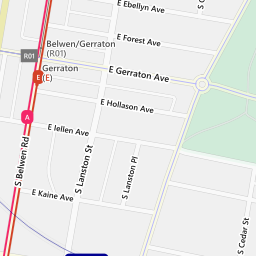 E Ebellyn Ave
E Forest Ave
Belwen/Gerraton
(R01)
R01
E Gerraton Ave
Gerraton
(E)
E
E Hollason Ave
A
E Iellen Ave
S Belwen Rd
S Lanston St
S Lanston Pl
E Kaine Ave
S Cedar St